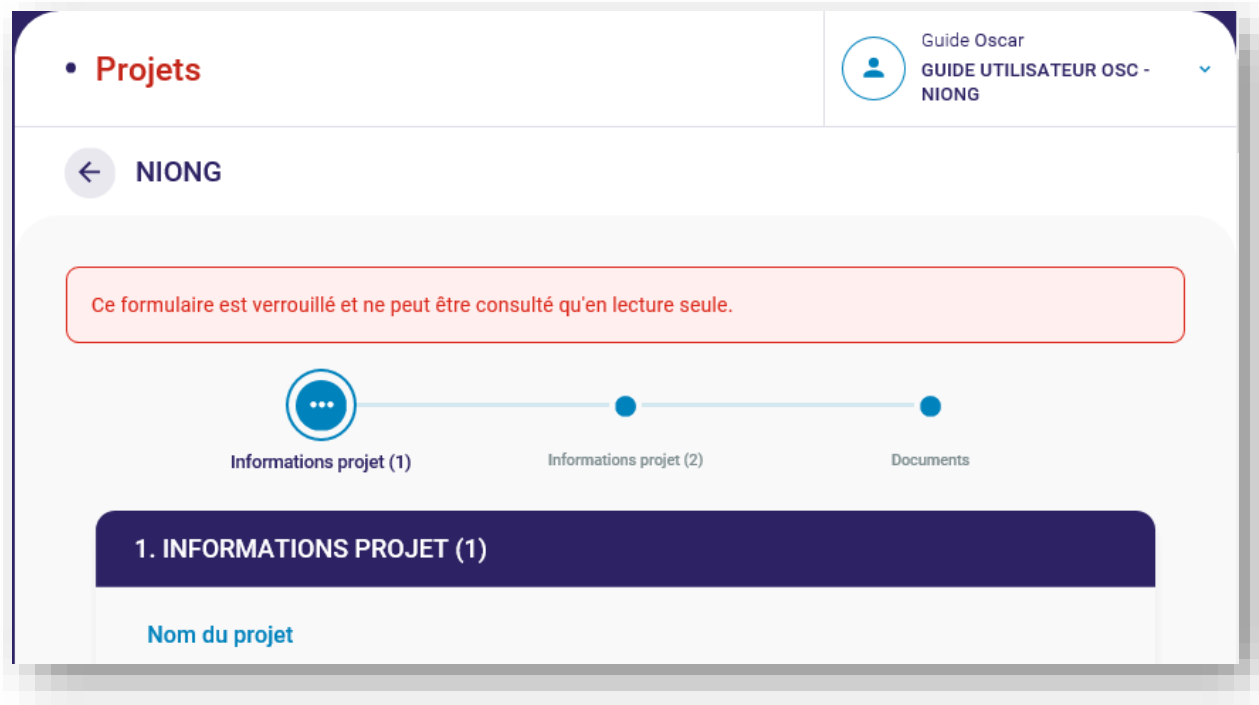 • Projets
Guide Oscar
GUIDE UTILISATEUR OSC -
NIONG
NIONG
Ce formulaire est verrouillé et ne peut être consulté qu'en lecture seule.
Informations projet (1)
Informations projet (2)
Documents
1. INFORMATIONS PROJET (1)
Nom du projet